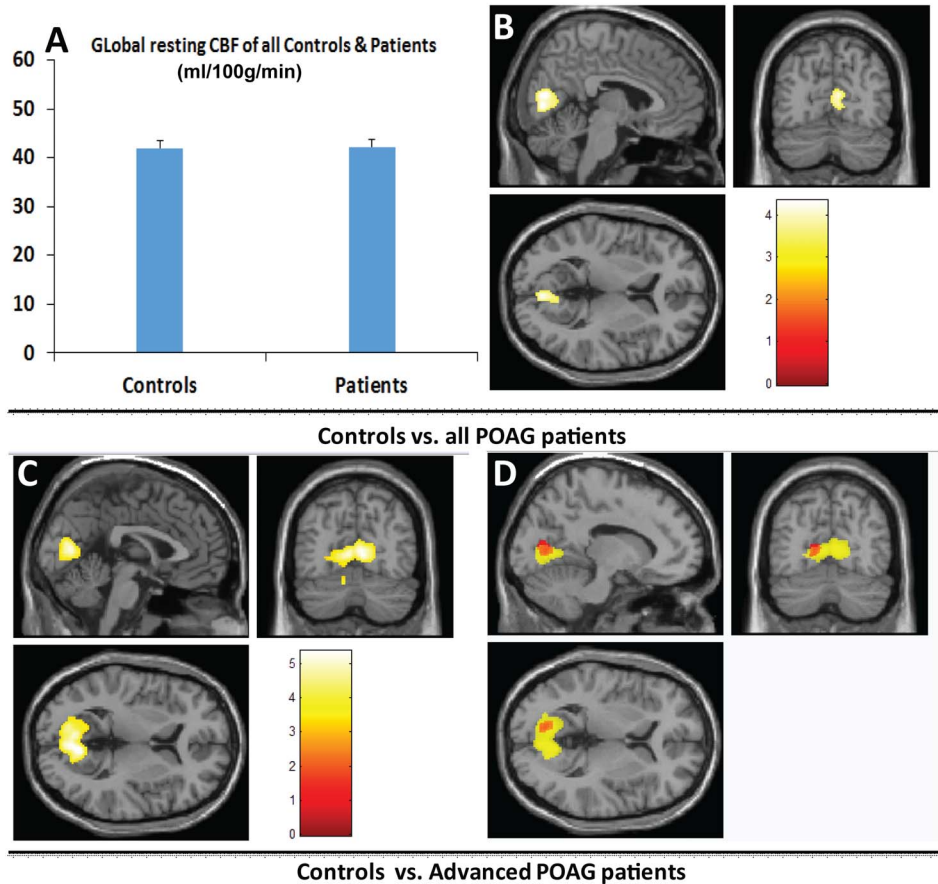 A
GLobal resting CBF of all Controls & Patients
(ml/100g/min)
60
50
40
30
20
10
0
Controls
Patients
B
4
3
2
1
0
Controls vs. all POAG patients
C
5
4
3
2
1
0
D
Controls vs. Advanced POAG patients